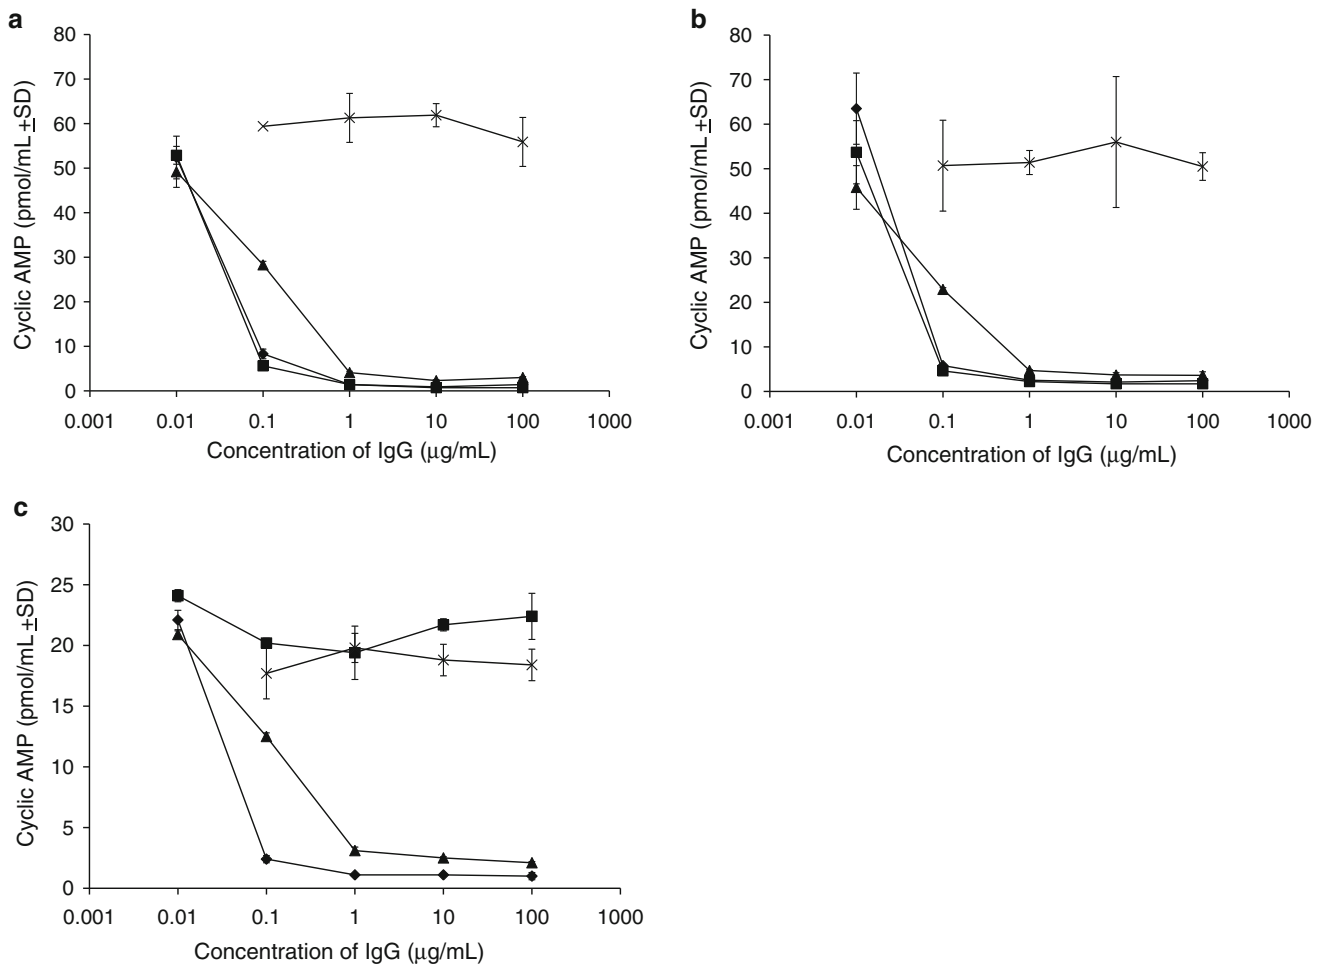 a
80
70
60
50
40
30
20
10
0
Cyclic AMP (pmol/mL ±SD)
0.001 0.01 0.1 1 10 100 1000
Concentration of IgG (μg/mL)
b
80
70
60
50
40
30
20
10
0
Cyclic AMP (pmol/mL ±SD)
0.001 0.01 0.1 1 10 100 1000
Concentration of IgG (μg/mL)
c
30
25
20
15
10
5
0
Cyclic AMP (pmol/mL ±SD)
0.001 0.01 0.1 1 10 100 1000
Concentration of IgG (μg/mL)